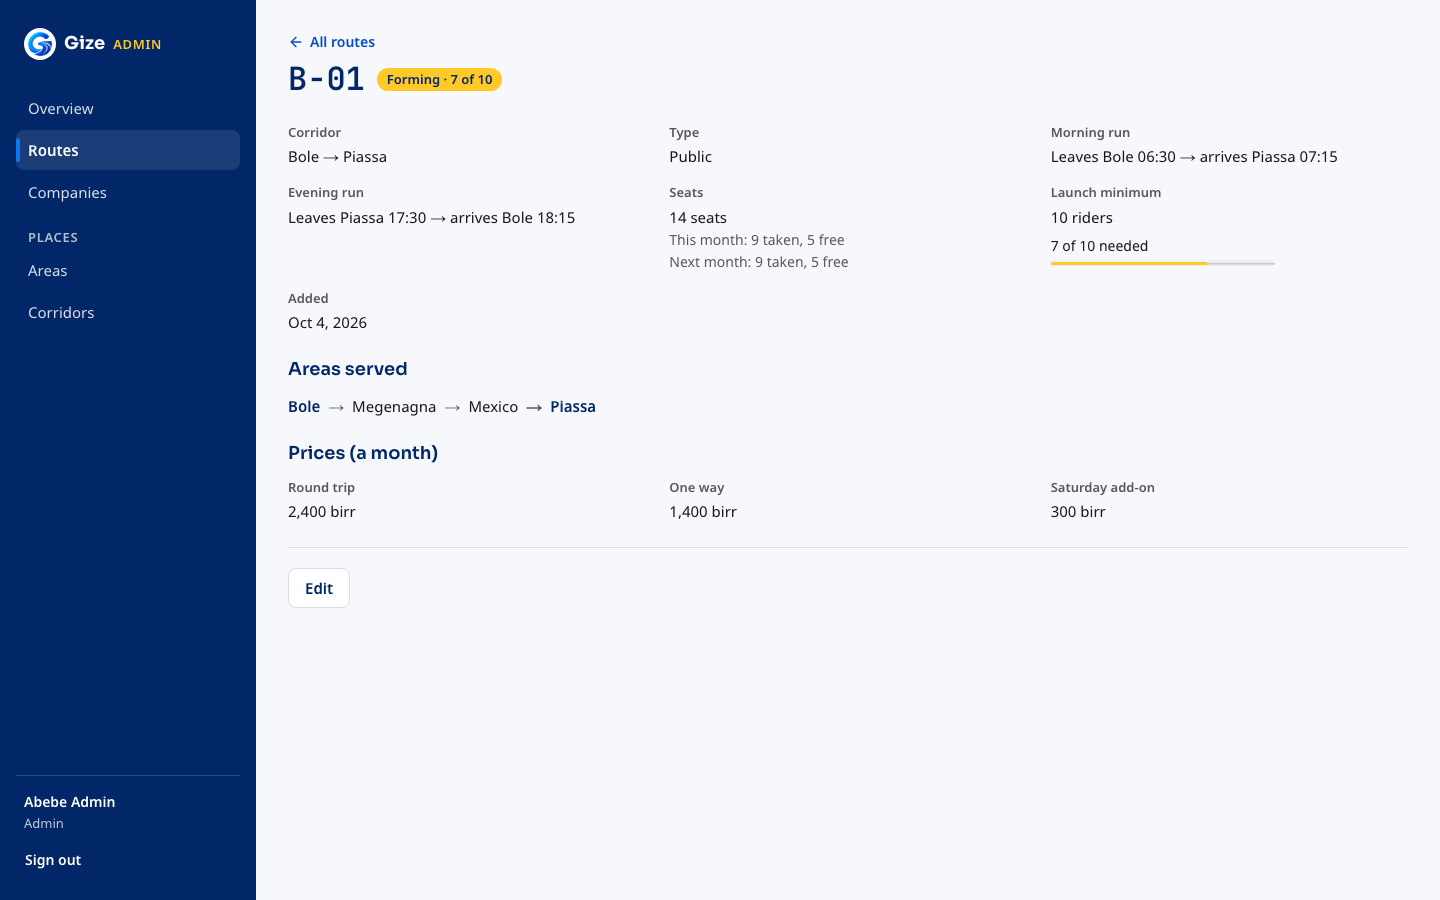 Gize ADMIN
Overview
Routes
Companies
PLACES
Areas
Corridors
Abebe Admin
Admin
Sign out
← All routes
B-01 Forming · 7 of 10
Corridor
Bole → Piassa
Type
Public
Morning run
Leaves Bole 06:30 → arrives Piassa 07:15
Evening run
Leaves Piassa 17:30 → arrives Bole 18:15
Seats
14 seats
This month: 9 taken, 5 free
Next month: 9 taken, 5 free
Launch minimum
10 riders
7 of 10 needed
Added
Oct 4, 2026
Areas served
Bole → Megenagna → Mexico → Piassa
Prices (a month)
Round trip
2,400 birr
One way
1,400 birr
Saturday add-on
300 birr
Edit